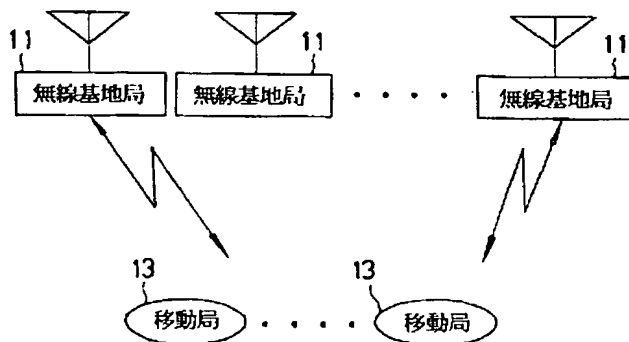 11 11 11
無線基地局 無線基地局 ・・・・ 無線基地局
13 13
移動局 ・・・・ 移動局